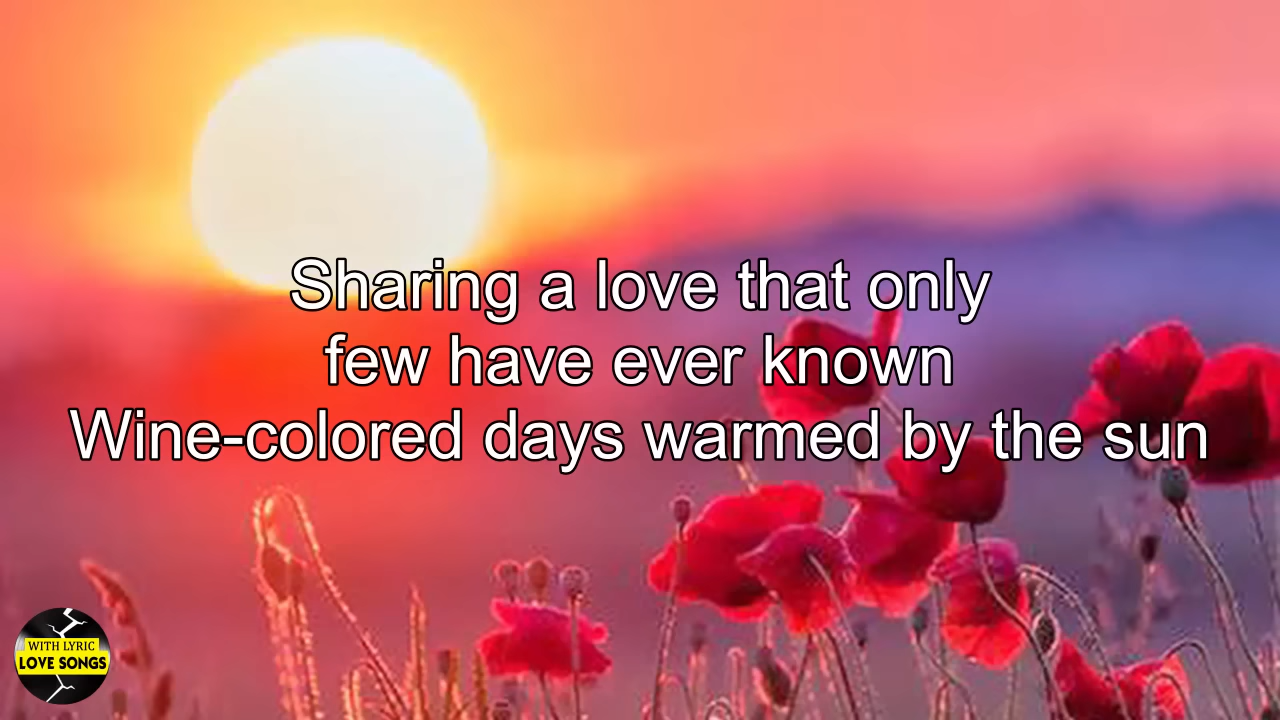 Sharing a love that only
few have ever known
Wine-colored days warmed by the sun
WITH LYRIC
LOVE SONGS